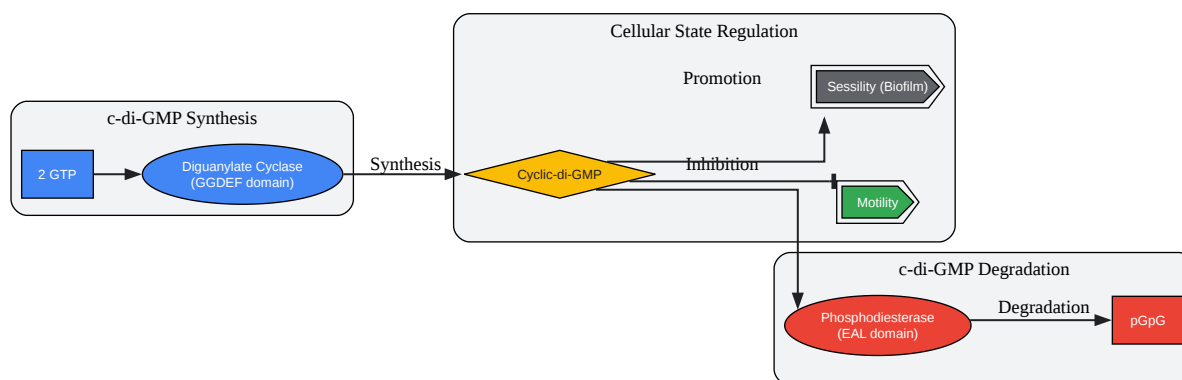 Cellular State Regulation
Promotion
Sessility (Biofilm)
c-di-GMP Synthesis
2 GTP
Diguanylate Cyclase
(GGDEF domain)
Synthesis
Cyclic-di-GMP
Inhibition
Motility
c-di-GMP Degradation
Phosphodiesterase
(EAL domain)
Degradation
pGpG